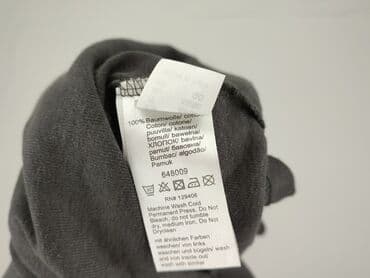 100% Baumwolle/ cotton/
Coton/ cotone/
puuvilla/ katoen/
bomull/ bawełna/
ХЛОПОК/ bavlna/
pamut/ бавовна/
Bumbac/ algodão/
Pamuk
648009
RN# 129406
Machine Wash Cold
Permanent Press, Do Not
Bleach, do not tumble
dry, medium Iron, Do Not
Dryclean
mit ähnlichen Farben
waschen/ von links
waschen und bügeln/ wash
and iron inside out
wash with similar